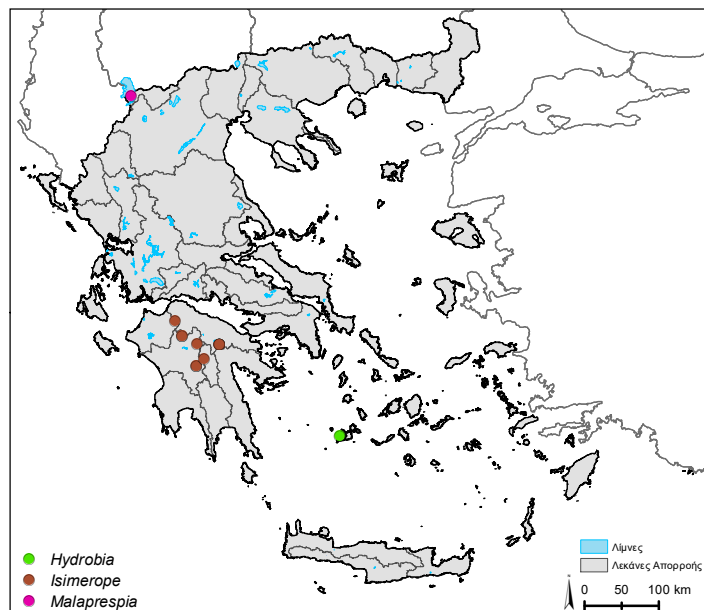 Hydrobia
Isimerope
Malaprespia
Λίμνες
Λεκάνες Απορροής
0 50 100 km